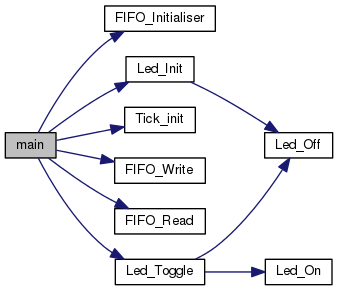 FIFO_Initialiser
Led_Init
Tick_init
Led_Off
main
FIFO_Write
FIFO_Read
Led_Toggle
Led_On